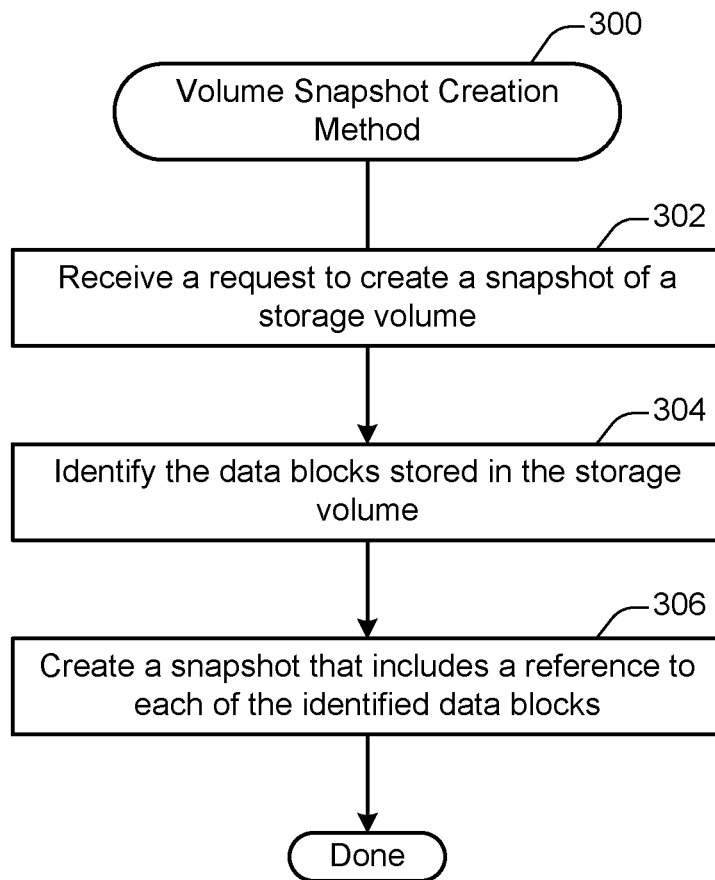 300
Volume Snapshot Creation
Method
302
Receive a request to create a snapshot of a
storage volume
304
Identify the data blocks stored in the storage
volume
306
Create a snapshot that includes a reference to
each of the identified data blocks
Done